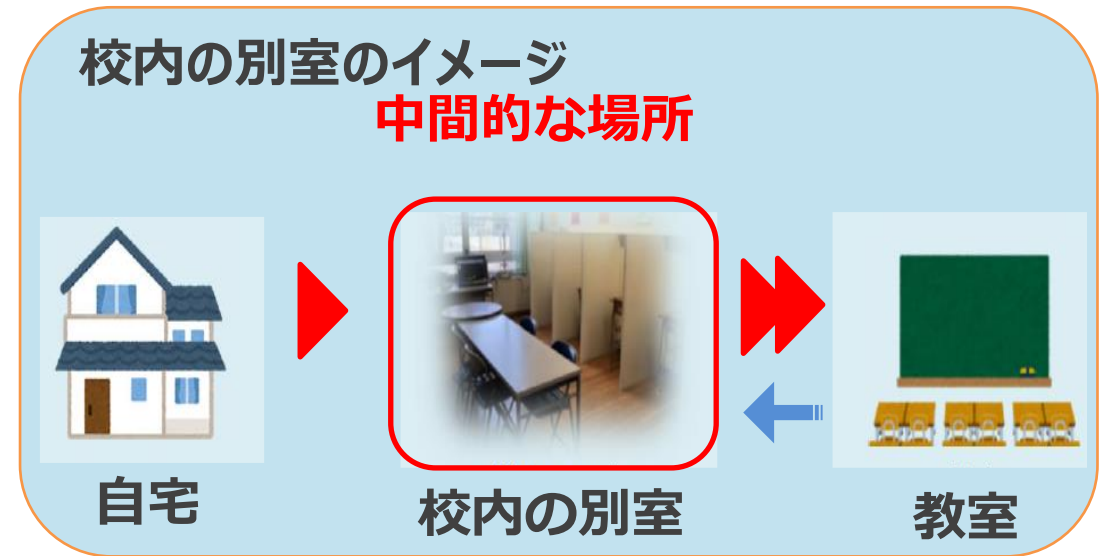 校内の別室のイメージ
中間的な場所
自宅
校内の別室
教室